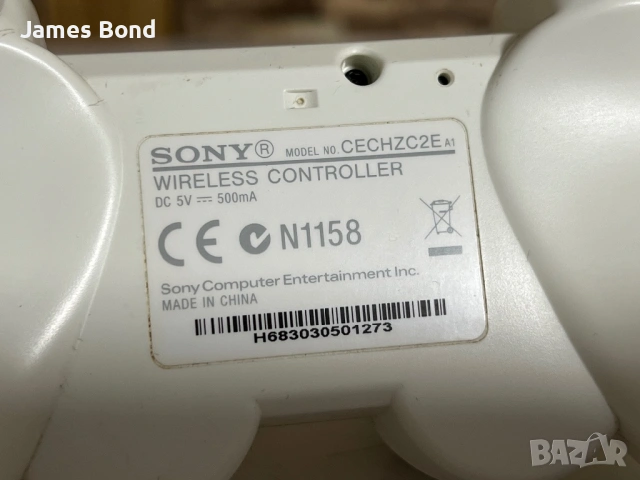 James Bond
SONY® MODEL NO. CECHZC2E A1
WIRELESS CONTROLLER
DC 5V ⎓ 500mA
CE N1158
Sony Computer Entertainment Inc.
MADE IN CHINA
H683030501273
BAZAR